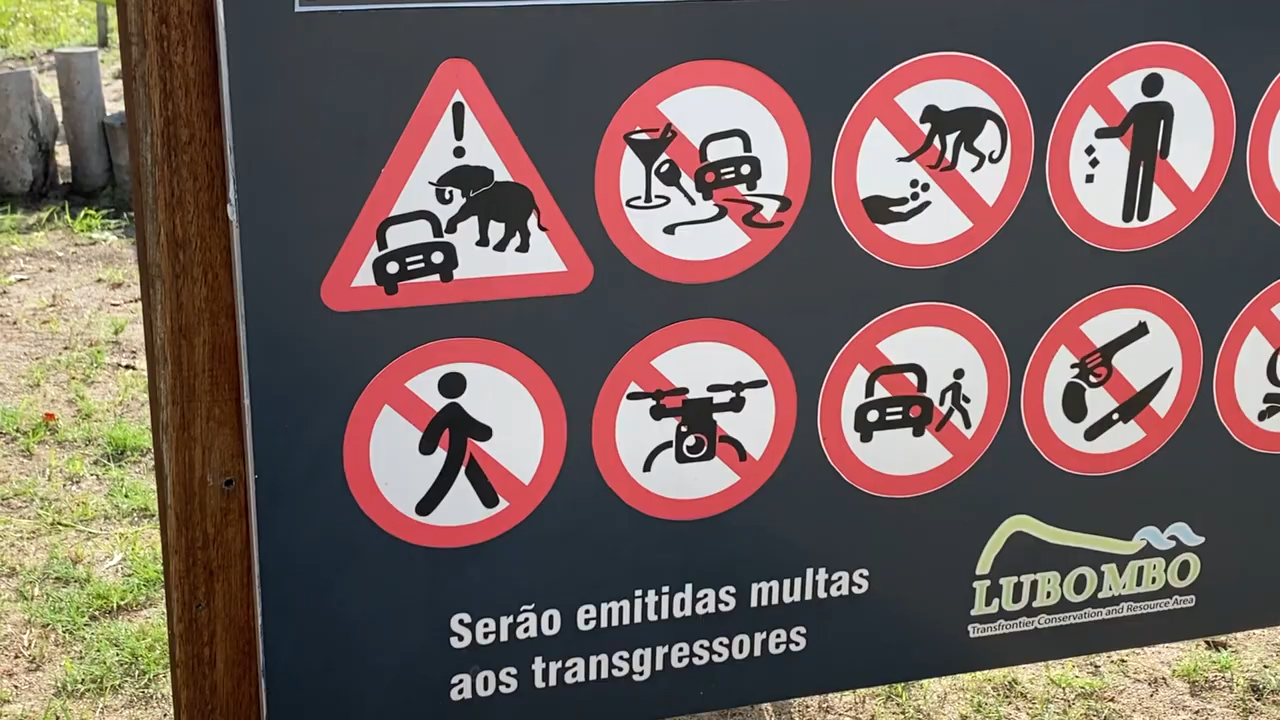 Serão emitidas multas
aos transgressores
LUBOMBO
Transfrontier Conservation and Resource Area